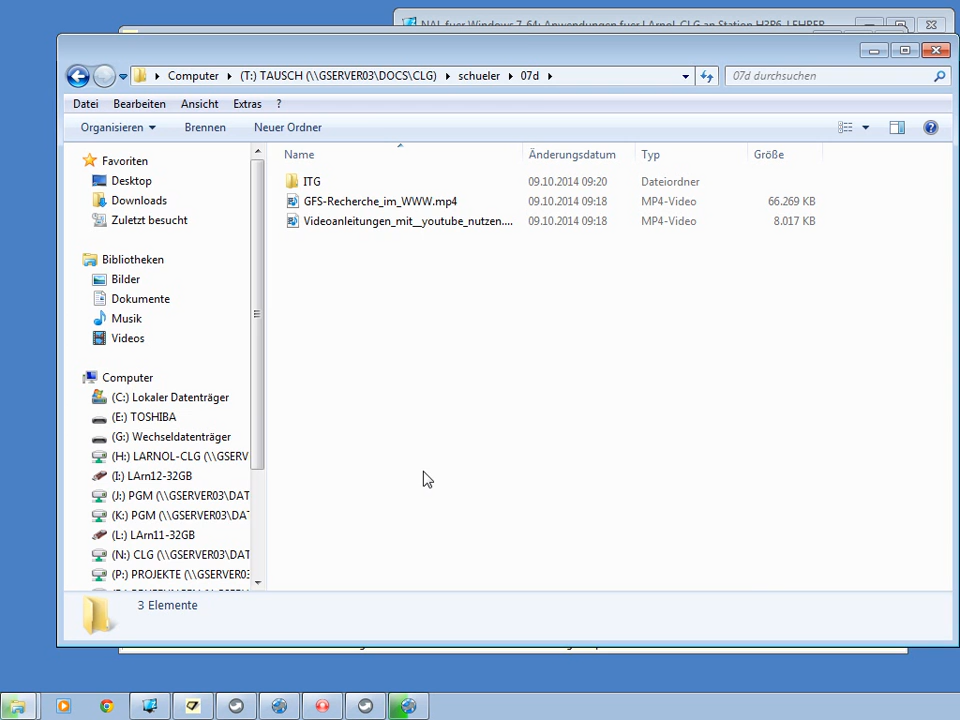 NAL fuer Windows 7-64: Anwendungen fuer LArnol-CLG an Station H3P6-LEHRER
Computer (T:) TAUSCH (\\GSERVER03\DOCS\CLG) schueler 07d
07d durchsuchen
Datei Bearbeiten Ansicht Extras ?
Organisieren Brennen Neuer Ordner
Name Änderungsdatum Typ Größe
ITG 09.10.2014 09:20 Dateiordner
GFS-Recherche_im_WWW.mp4 09.10.2014 09:18 MP4-Video 66.269 KB
Videoanleitungen_mit__youtube_nutzen.... 09.10.2014 09:18 MP4-Video 8.017 KB
Favoriten
Desktop
Downloads
Zuletzt besucht
Bibliotheken
Bilder
Dokumente
Musik
Videos
Computer
(C:) Lokaler Datenträger
(E:) TOSHIBA
(G:) Wechseldatenträger
(H:) LARNOL-CLG (\\GSERV
(I:) LArn12-32GB
(J:) PGM (\\GSERVER03\DAT
(K:) PGM (\\GSERVER03\DA
(L:) LArn11-32GB
(N:) CLG (\\GSERVER03\DAT
(P:) PROJEKTE (\\GSERVER03
3 Elemente